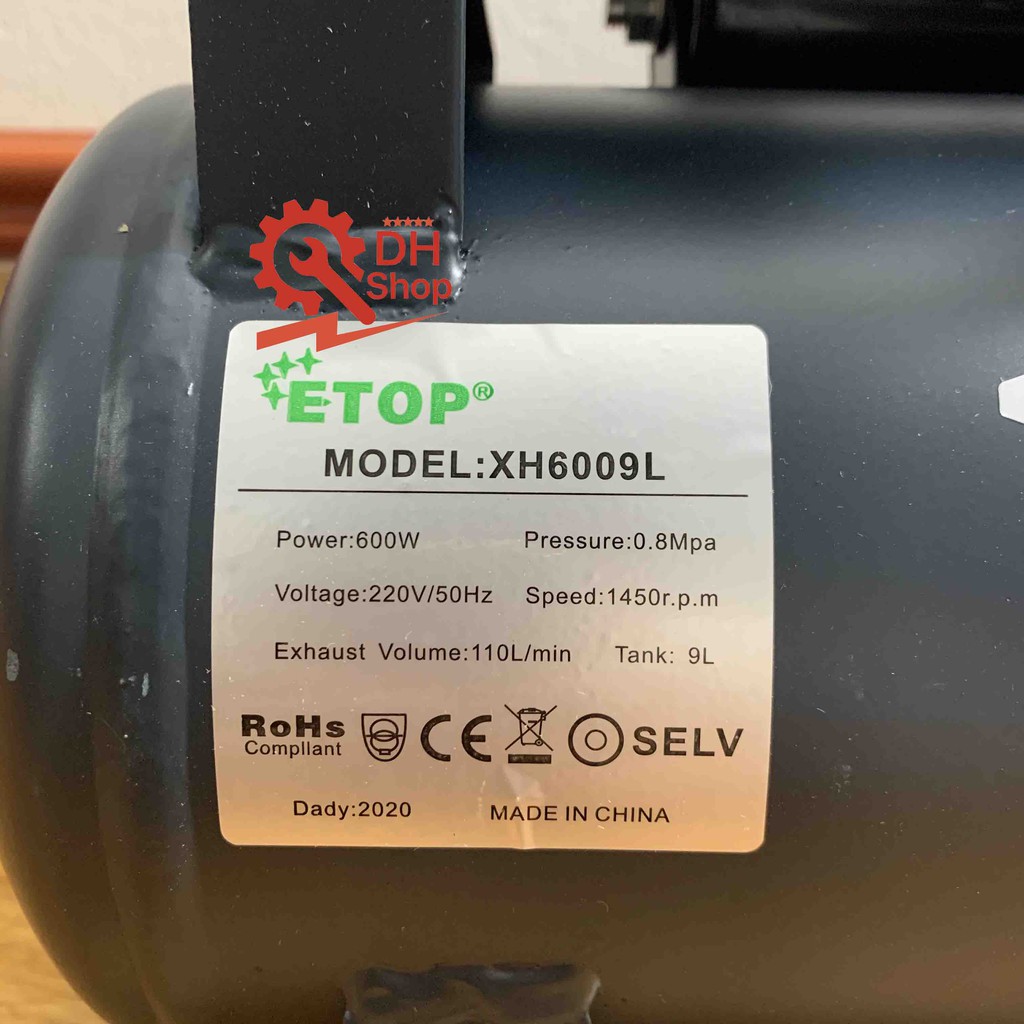 ★★★★★
DH
Shop
ETOP®
MODEL:XH6009L
Power:600W Pressure:0.8Mpa
Voltage:220V/50Hz Speed:1450r.p.m
Exhaust Volume:110L/min Tank: 9L
RoHs
Compllant
CE SELV
Dady:2020 MADE IN CHINA